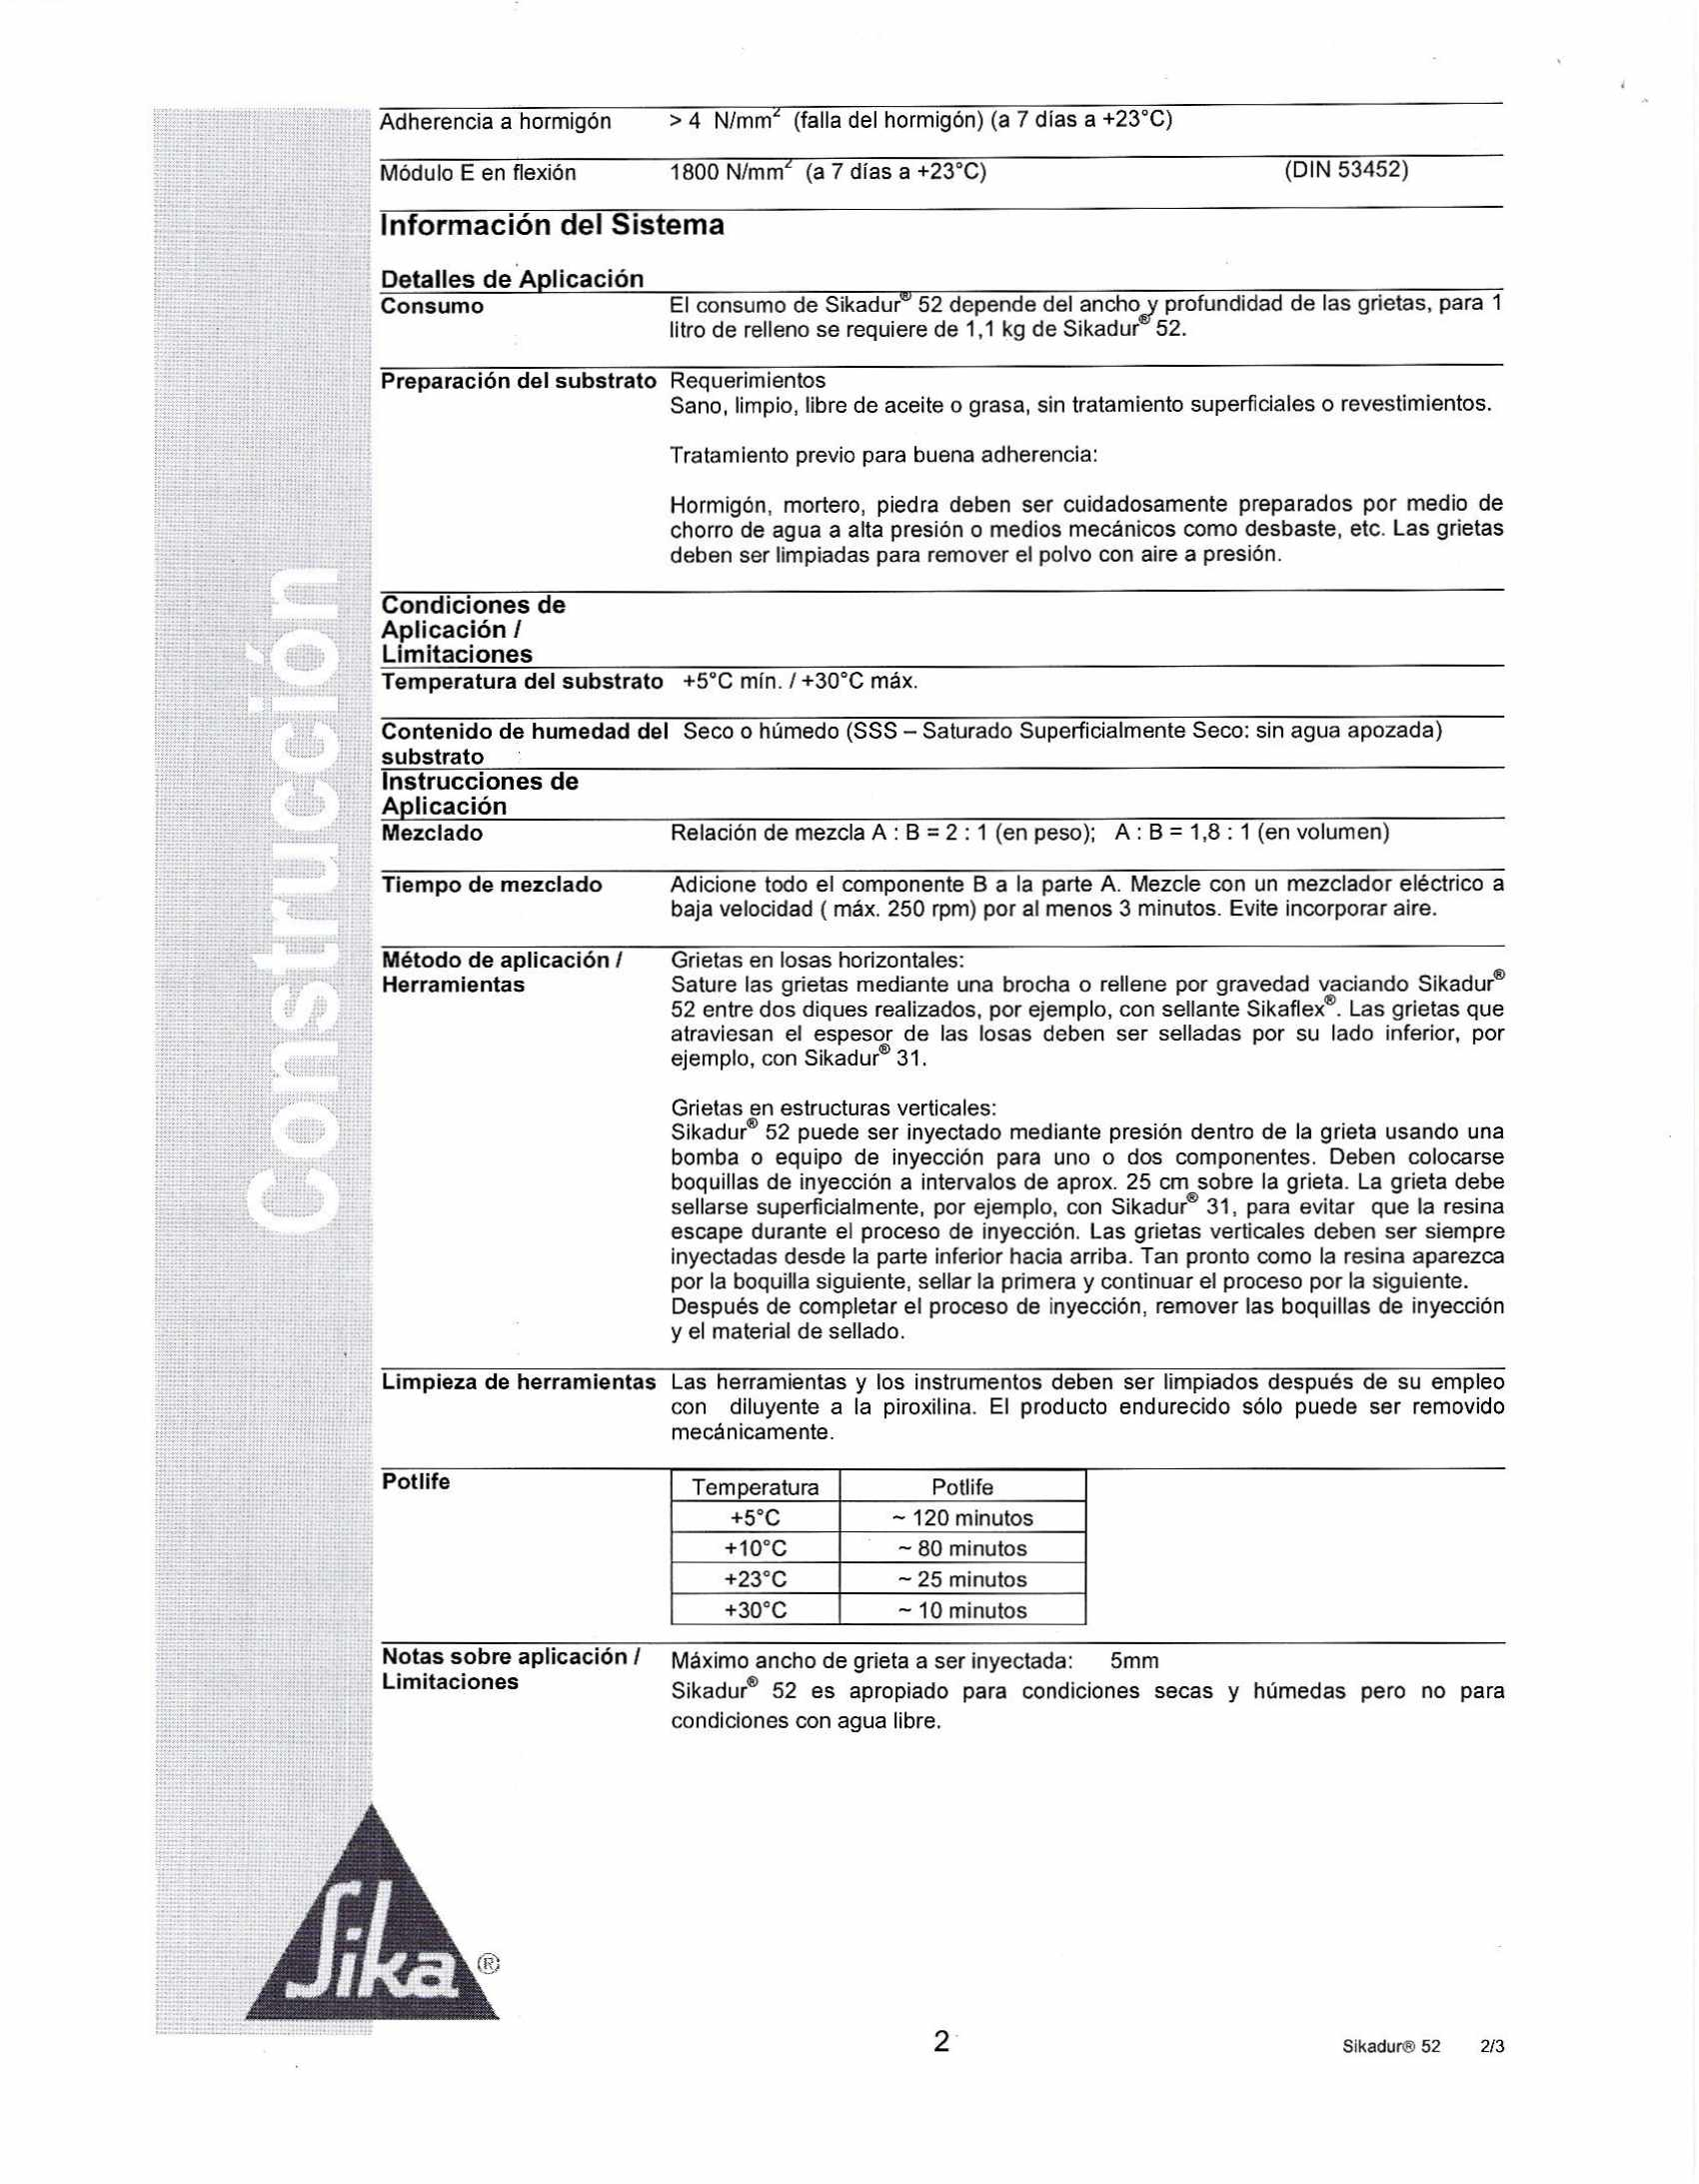 Adherencia a hormigón > 4 N/mm² (falla del hormigón) (a 7 días a +23°C)
Módulo E en flexión 1800 N/mm² (a 7 días a +23°C) (DIN 53452)
Información del Sistema
Detalles de Aplicación
Consumo El consumo de Sikadur® 52 depende del ancho y profundidad de las grietas, para 1
litro de relleno se requiere de 1,1 kg de Sikadur® 52.
Preparación del substrato Requerimientos
Sano, limpio, libre de aceite o grasa, sin tratamiento superficiales o revestimientos.
Tratamiento previo para buena adherencia:
Hormigón, mortero, piedra deben ser cuidadosamente preparados por medio de
chorro de agua a alta presión o medios mecánicos como desbaste, etc. Las grietas
deben ser limpiadas para remover el polvo con aire a presión.
Condiciones de
Aplicación /
Limitaciones
Temperatura del substrato +5°C mín. / +30°C máx.
Contenido de humedad del Seco o húmedo (SSS – Saturado Superficialmente Seco: sin agua apozada)
substrato
Instrucciones de
Aplicación
Mezclado Relación de mezcla A : B = 2 : 1 (en peso); A : B = 1,8 : 1 (en volumen)
Tiempo de mezclado Adicione todo el componente B a la parte A. Mezcle con un mezclador eléctrico a
baja velocidad ( máx. 250 rpm) por al menos 3 minutos. Evite incorporar aire.
Método de aplicación / Grietas en losas horizontales:
Herramientas Sature las grietas mediante una brocha o rellene por gravedad vaciando Sikadur®
52 entre dos diques realizados, por ejemplo, con sellante Sikaflex®. Las grietas que
atraviesan el espesor de las losas deben ser selladas por su lado inferior, por
ejemplo, con Sikadur® 31.
Grietas en estructuras verticales:
Sikadur® 52 puede ser inyectado mediante presión dentro de la grieta usando una
bomba o equipo de inyección para uno o dos componentes. Deben colocarse
boquillas de inyección a intervalos de aprox. 25 cm sobre la grieta. La grieta debe
sellarse superficialmente, por ejemplo, con Sikadur® 31, para evitar que la resina
escape durante el proceso de inyección. Las grietas verticales deben ser siempre
inyectadas desde la parte inferior hacia arriba. Tan pronto como la resina aparezca
por la boquilla siguiente, sellar la primera y continuar el proceso por la siguiente.
Después de completar el proceso de inyección, remover las boquillas de inyección
y el material de sellado.
Limpieza de herramientas Las herramientas y los instrumentos deben ser limpiados después de su empleo
con diluyente a la piroxilina. El producto endurecido sólo puede ser removido
mecánicamente.
Potlife Temperatura Potlife
+5°C ~ 120 minutos
+10°C ~ 80 minutos
+23°C ~ 25 minutos
+30°C ~ 10 minutos
Notas sobre aplicación / Máximo ancho de grieta a ser inyectada: 5mm
Limitaciones Sikadur® 52 es apropiado para condiciones secas y húmedas pero no para
condiciones con agua libre.
Construcción
Sika®
2
Sikadur® 52 2/3